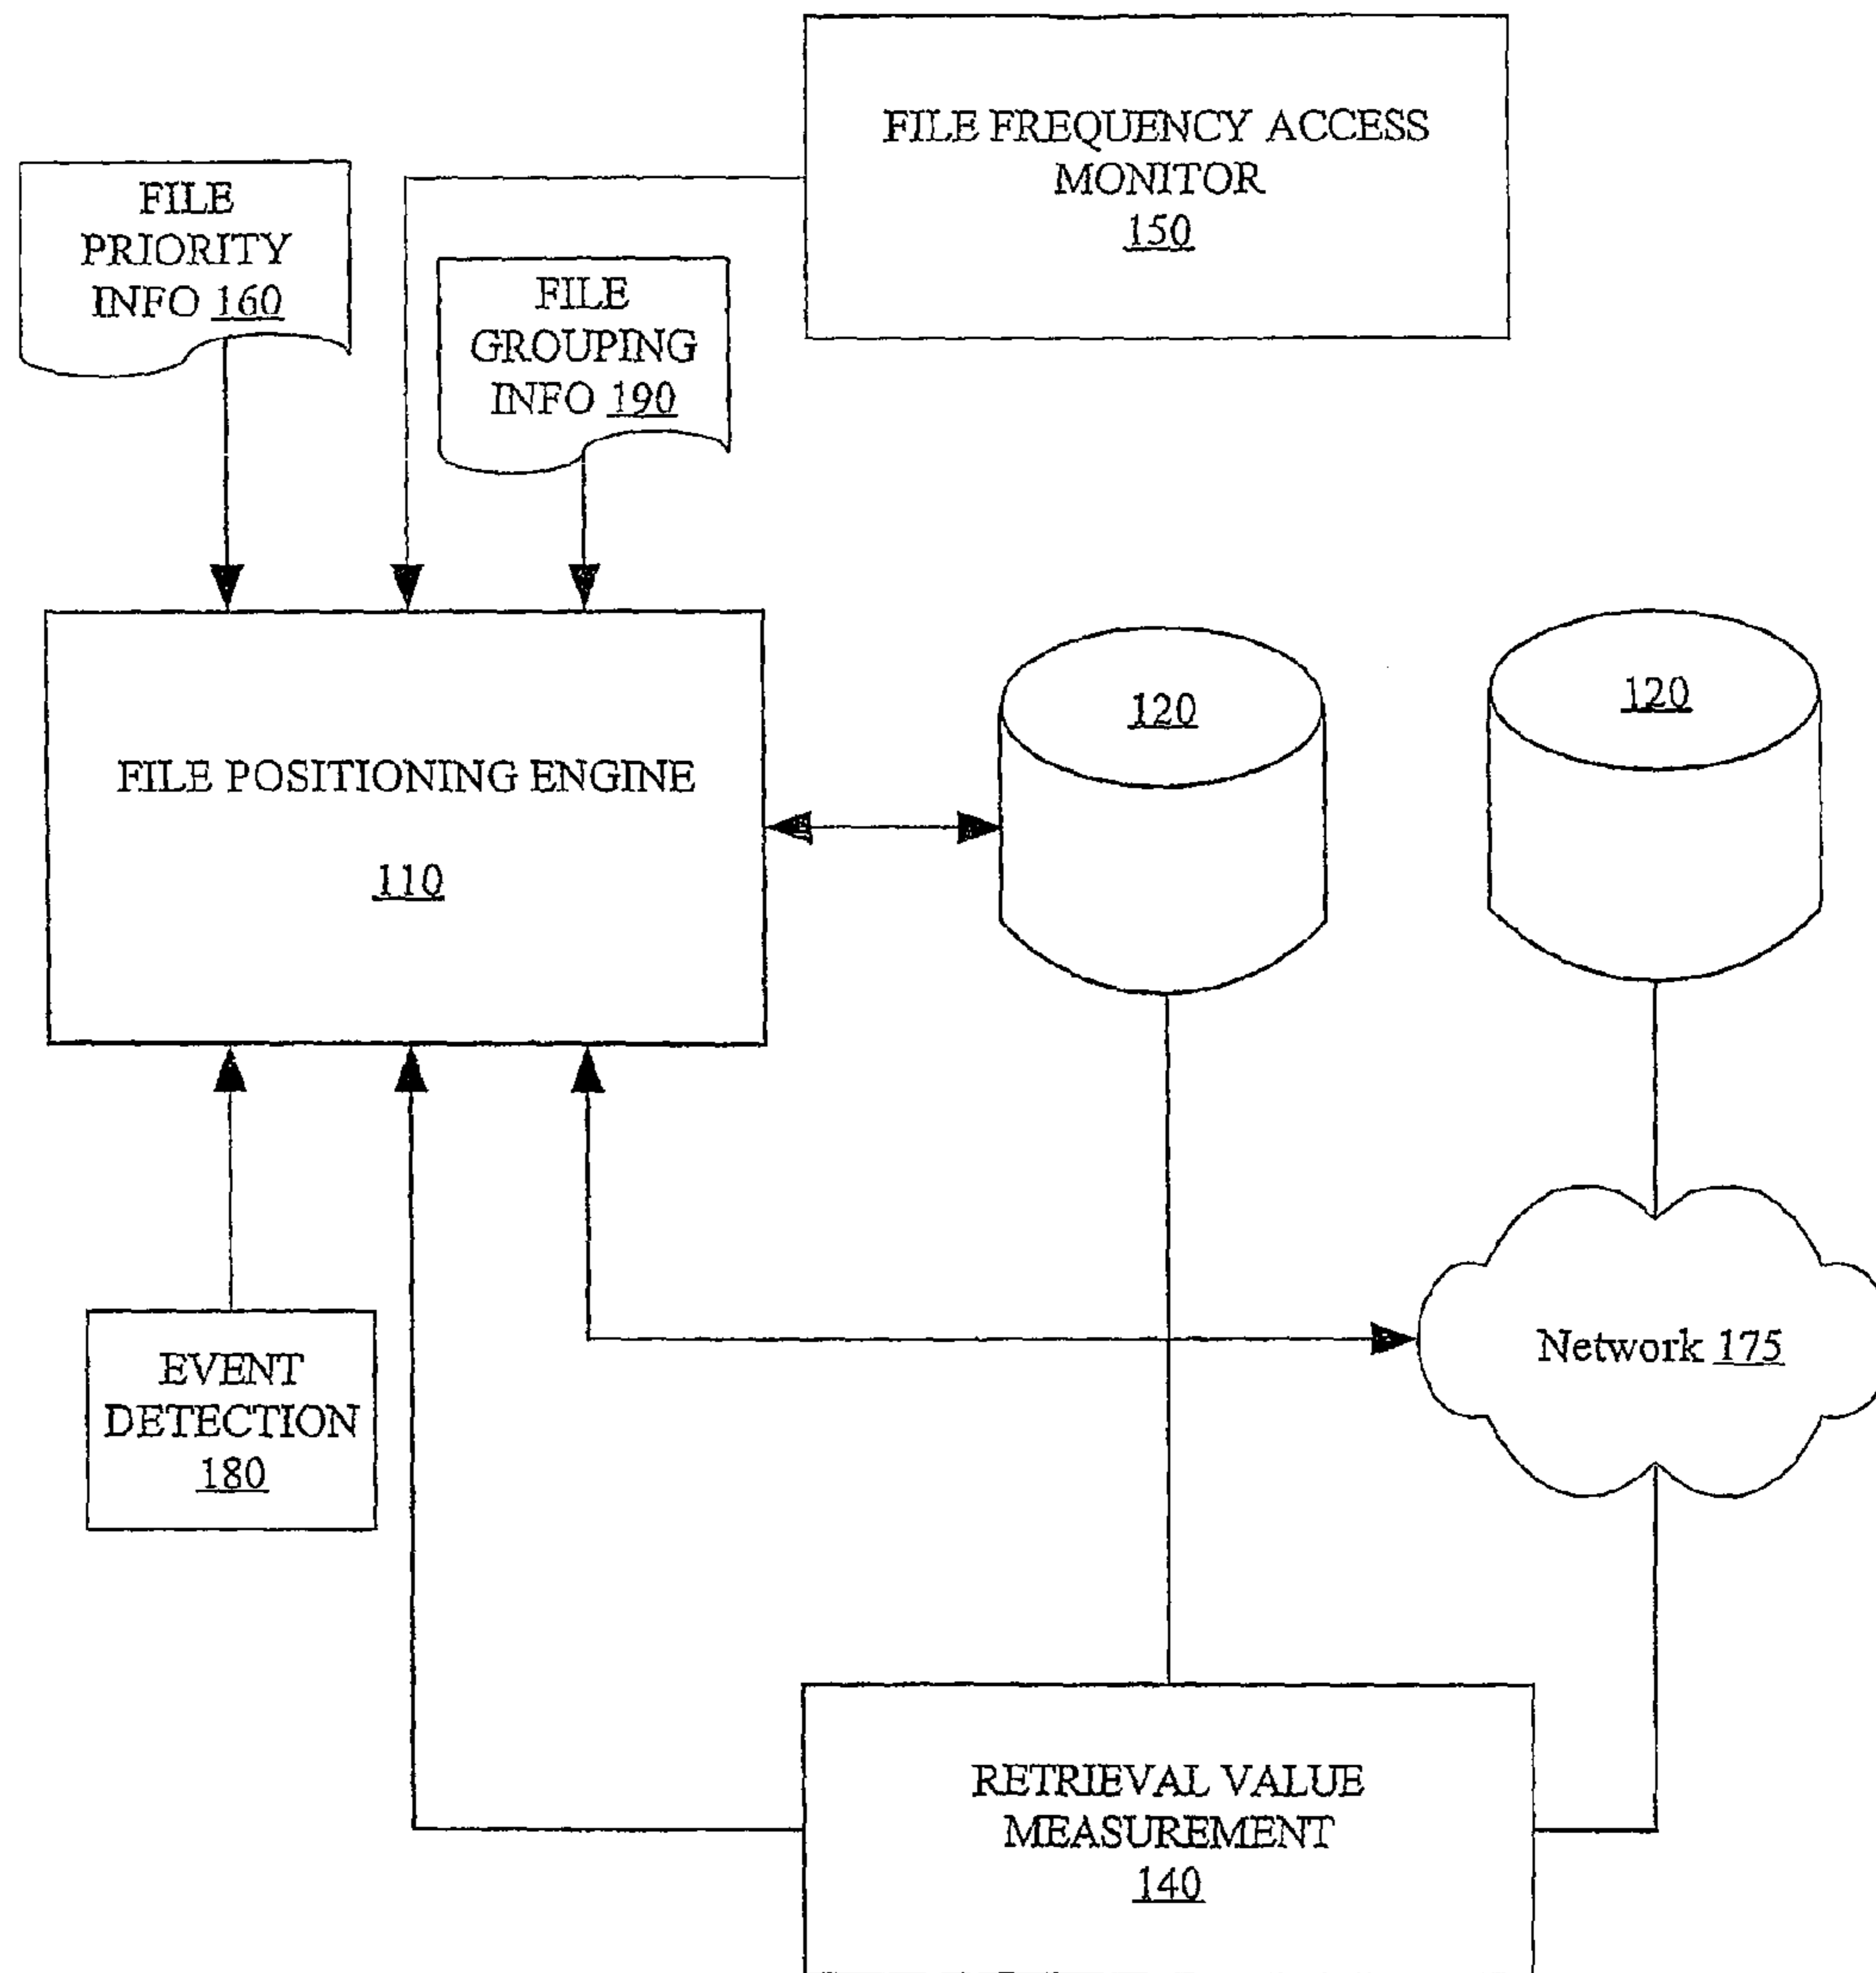 FILE FREQUENCY ACCESS
MONITOR
150
FILE
PRIORITY
INFO 160
FILE
GROUPING
INFO 190
FILE POSITIONING ENGINE
110
120
120
EVENT
DETECTION
180
Network 175
RETRIEVAL VALUE
MEASUREMENT
140